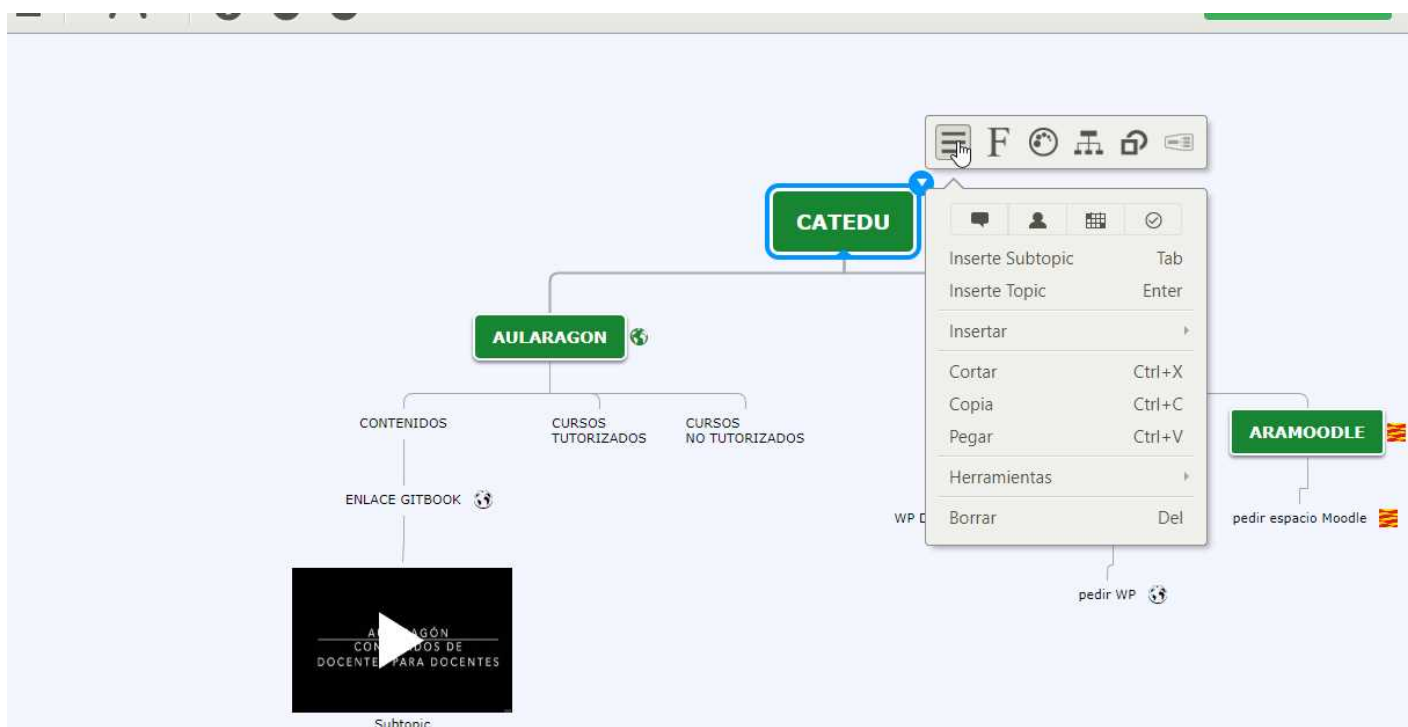 F
CATEDU
Inserte Subtopic Tab
Inserte Topic Enter
Insertar
Cortar Ctrl+X
Copia Ctrl+C
Pegar Ctrl+V
Herramientas
Borrar Del
AULARAGON
CONTENIDOS
CURSOS
TUTORIZADOS
CURSOS
NO TUTORIZADOS
ARAMOODLE
ENLACE GITBOOK
WP
pedir espacio Moodle
pedir WP
DE
PARA DOCENTES
Subtopic